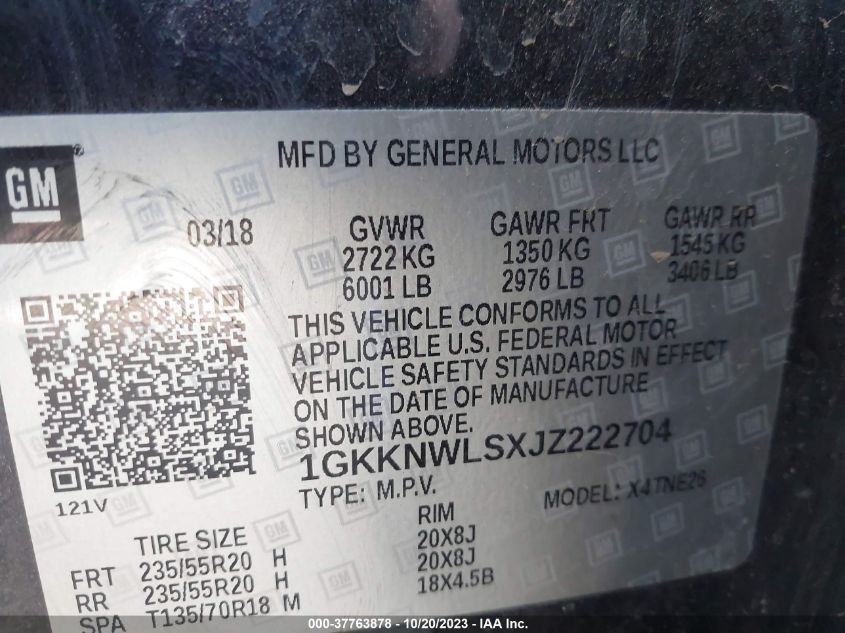 GM
MFD BY GENERAL MOTORS LLC
03/18 GVWR GAWR FRT GAWR RR
2722 KG 1350 KG 1545 KG
6001 LB 2976 LB 3406 LB
THIS VEHICLE CONFORMS TO ALL
APPLICABLE U.S. FEDERAL MOTOR
VEHICLE SAFETY STANDARDS IN EFFECT
ON THE DATE OF MANUFACTURE
SHOWN ABOVE.
1GKKNWLSXJZ222704
121V
TYPE: M.P.V. MODEL: X4TNE26
TIRE SIZE RIM
FRT 235/55R20 H 20X8J
RR 235/55R20 H 20X8J
SPA T135/70R18 M 18X4.5B
000-37763878 - 10/20/2023 - IAA Inc.